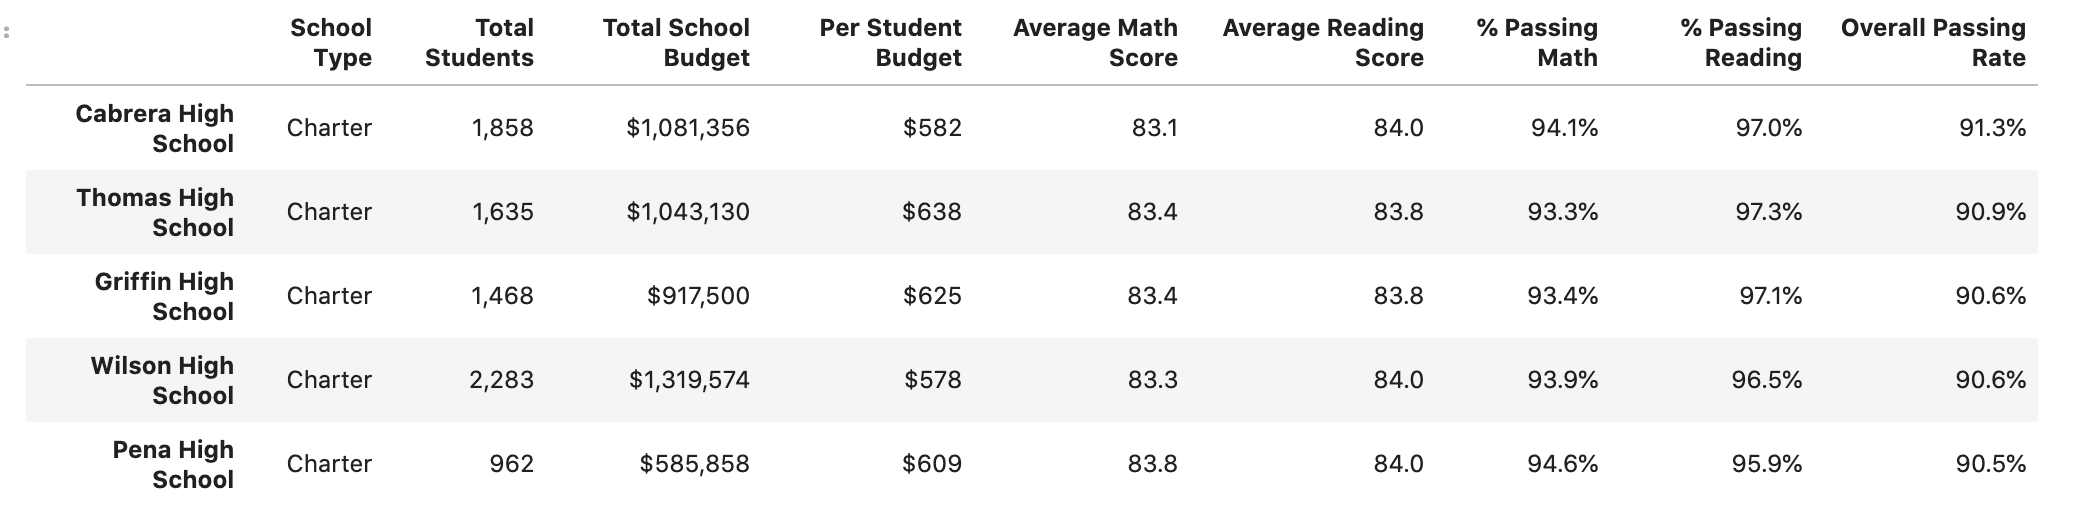 School Type Total Students Total School Budget Per Student Budget Average Math Score Average Reading Score % Passing Math % Passing Reading Overall Passing Rate
Cabrera High School Charter 1,858 $1,081,356 $582 83.1 84.0 94.1% 97.0% 91.3%
Thomas High School Charter 1,635 $1,043,130 $638 83.4 83.8 93.3% 97.3% 90.9%
Griffin High School Charter 1,468 $917,500 $625 83.4 83.8 93.4% 97.1% 90.6%
Wilson High School Charter 2,283 $1,319,574 $578 83.3 84.0 93.9% 96.5% 90.6%
Pena High School Charter 962 $585,858 $609 83.8 84.0 94.6% 95.9% 90.5%